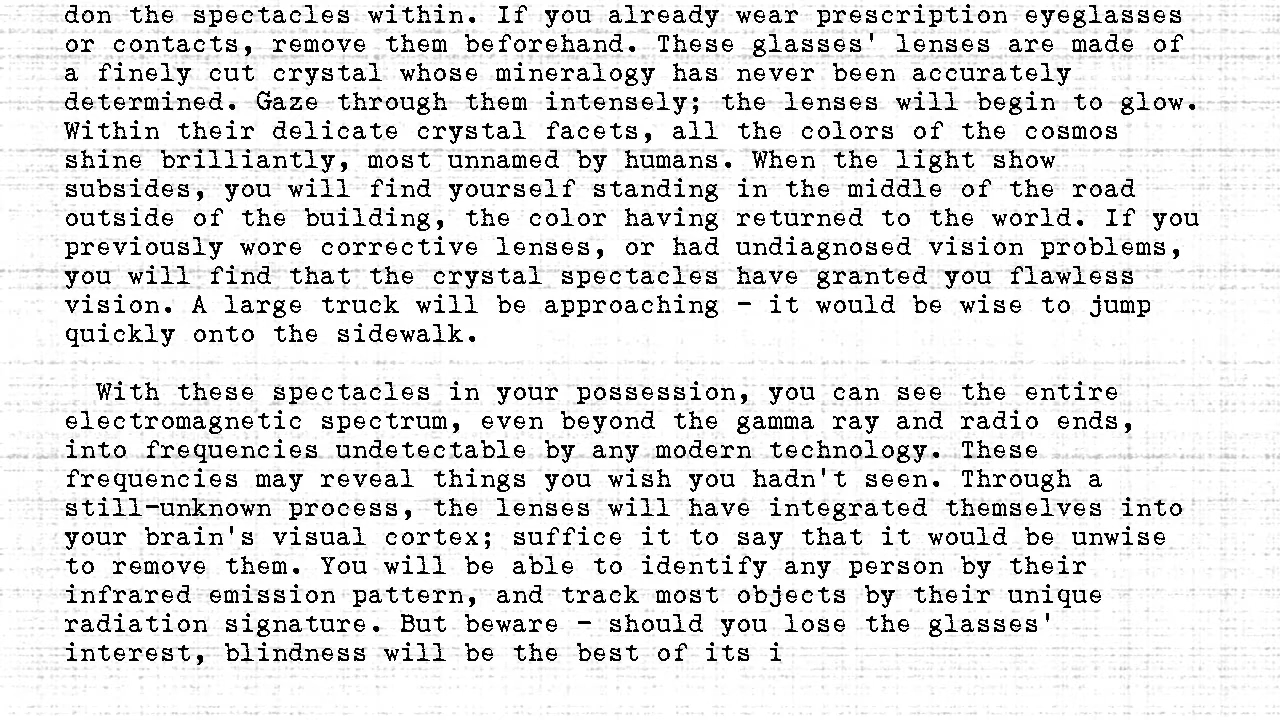 don the spectacles within. If you already wear prescription eyeglasses
or contacts, remove them beforehand. These glasses' lenses are made of
a finely cut crystal whose mineralogy has never been accurately
determined. Gaze through them intensely; the lenses will begin to glow.
Within their delicate crystal facets, all the colors of the cosmos
shine brilliantly, most unnamed by humans. When the light show
subsides, you will find yourself standing in the middle of the road
outside of the building, the color having returned to the world. If you
previously wore corrective lenses, or had undiagnosed vision problems,
you will find that the crystal spectacles have granted you flawless
vision. A large truck will be approaching - it would be wise to jump
quickly onto the sidewalk.
With these spectacles in your possession, you can see the entire
electromagnetic spectrum, even beyond the gamma ray and radio ends,
into frequencies undetectable by any modern technology. These
frequencies may reveal things you wish you hadn't seen. Through a
still-unknown process, the lenses will have integrated themselves into
your brain's visual cortex; suffice it to say that it would be unwise
to remove them. You will be able to identify any person by their
infrared emission pattern, and track most objects by their unique
radiation signature. But beware - should you lose the glasses'
interest, blindness will be the best of its i